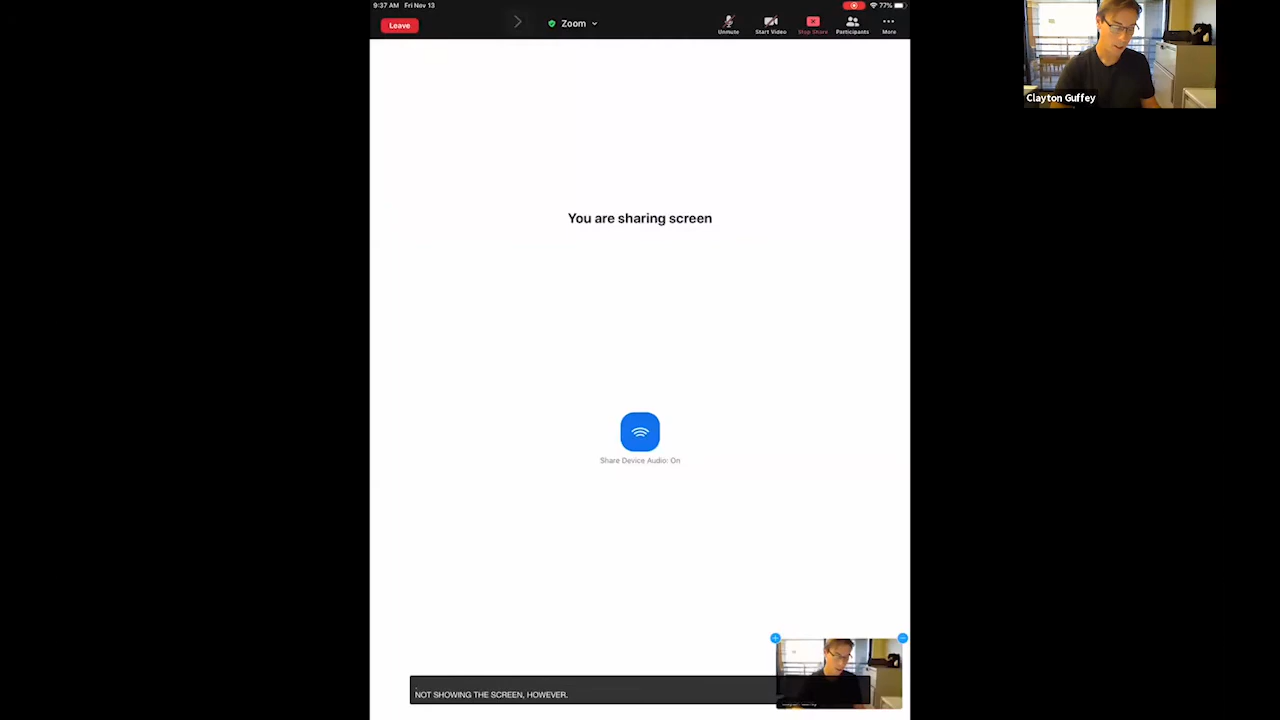 9:37 AM Fri Nov 13
77%
Leave
Zoom
Unmute
Start Video
Stop Share
Participants
More
Clayton Guffey
You are sharing screen
Share Device Audio: On
NOT SHOWING THE SCREEN, HOWEVER.